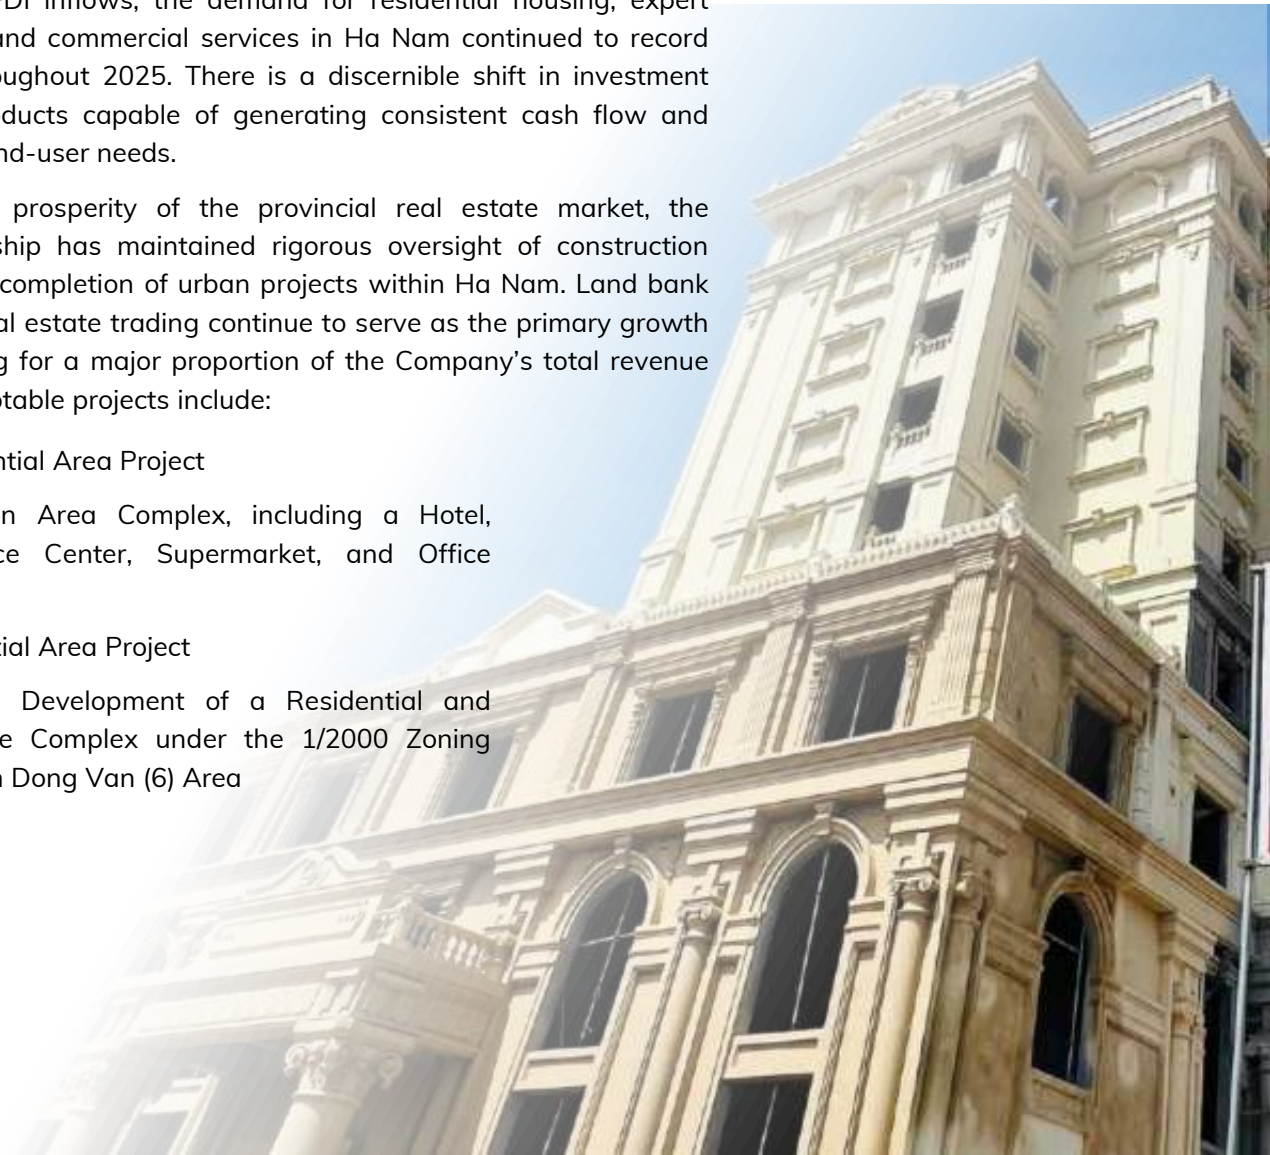 inflows, the demand for residential housing, expert
and commercial services in Ha Nam continued to record
oughout 2025. There is a discernible shift in investment
ducts capable of generating consistent cash flow and
nd-user needs.
prosperity of the provincial real estate market, the
ship has maintained rigorous oversight of construction
completion of urban projects within Ha Nam. Land bank
al estate trading continue to serve as the primary growth
g for a major proportion of the Company’s total revenue
otable projects include:
ntial Area Project
n Area Complex, including a Hotel,
ce Center, Supermarket, and Office
tial Area Project
Development of a Residential and
e Complex under the 1/2000 Zoning
Dong Van (6) Area